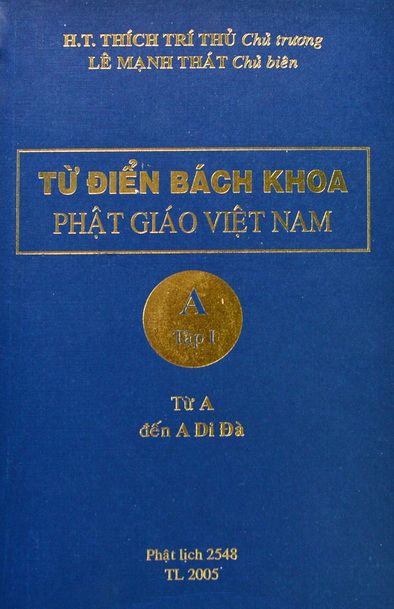 H.T. THÍCH TRÍ THỦ Chủ trương
LÊ MẠNH THÁT Chủ biên
TỪ ĐIỂN BÁCH KHOA
PHẬT GIÁO VIỆT NAM
A
Tập I
Từ A
đến A Di Đà
Phật lịch 2548
TL 2005